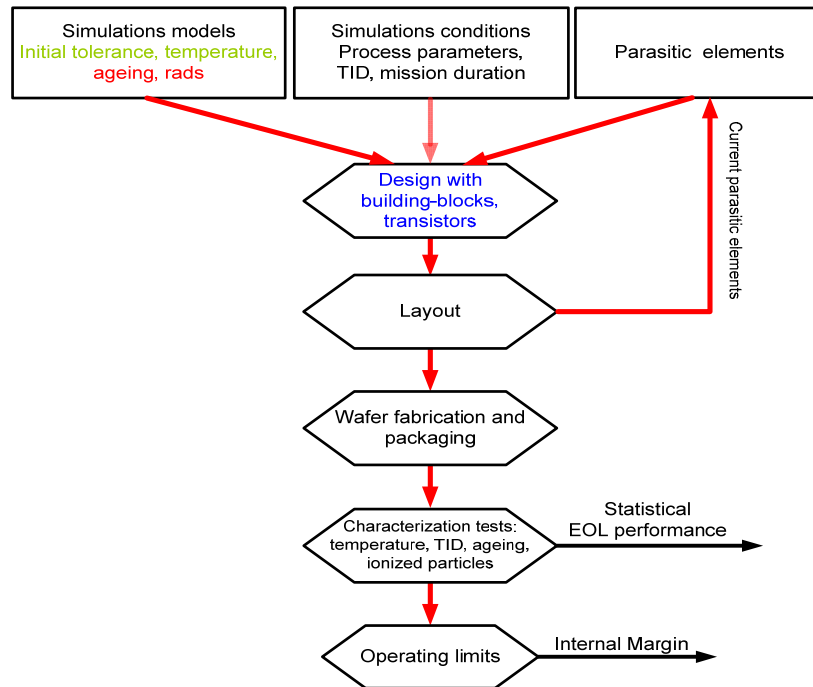 Simulations models
Initial tolerance, temperature,
ageing, rads
Simulations conditions
Process parameters,
TID, mission duration
Parasitic elements
Current parasitic elements
Design with
building-blocks,
transistors
Layout
Wafer fabrication and
packaging
Characterization tests:
temperature, TID, ageing,
ionized particles
Statistical
EOL performance
Operating limits
Internal Margin